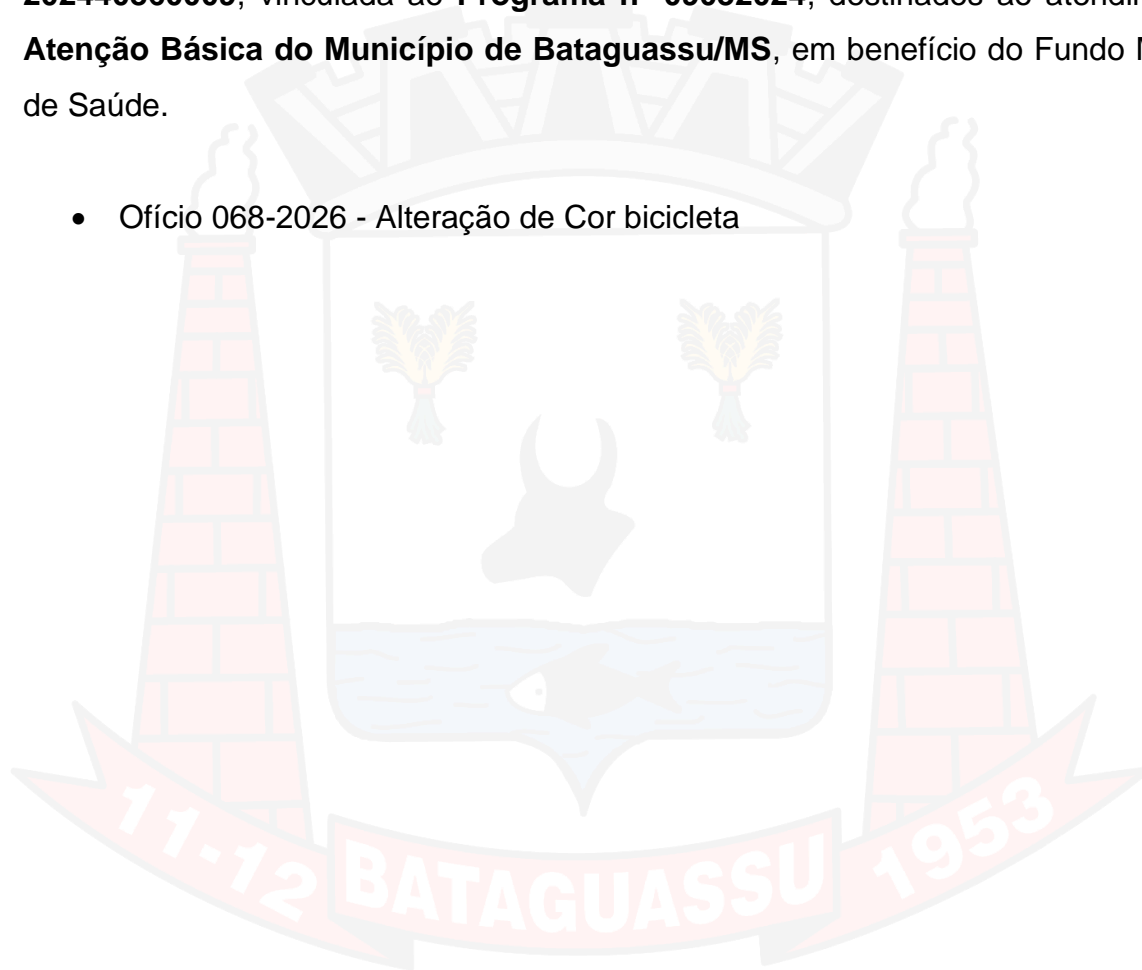 Atenção Básica do Município de Bataguassu/MS, em benefício do Fundo
de Saúde.
• Ofício 068-2026 - Alteração de Cor bicicleta
11-12 BATAGUASSU 1953